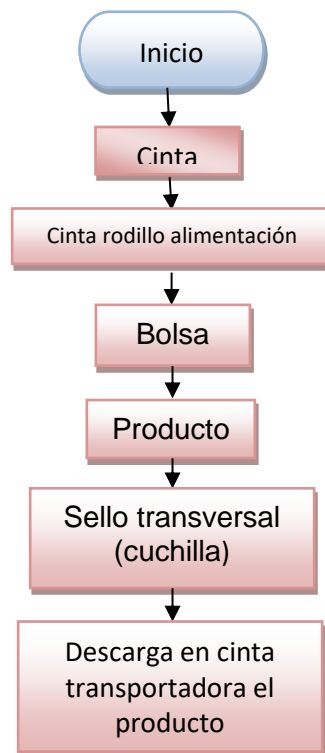 Inicio
Cinta
Cinta rodillo alimentación
Bolsa
Producto
Sello transversal
(cuchilla)
Descarga en cinta
transportadora el
producto